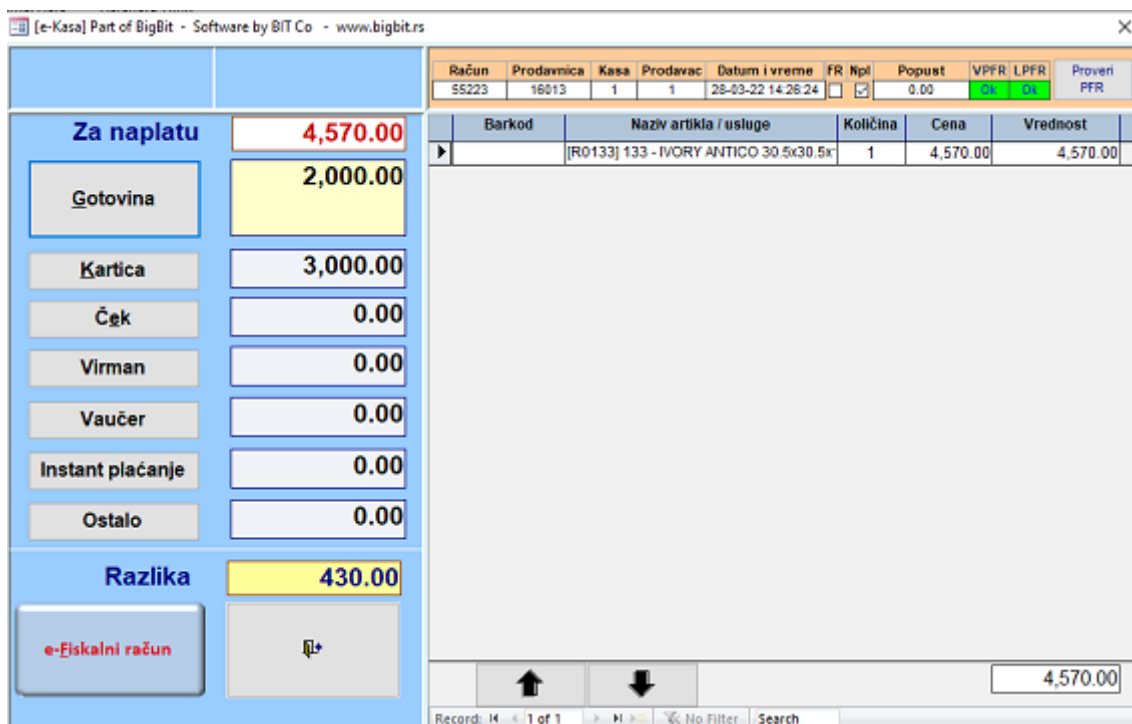 [e-Kasa] Part of BigBit - Software by BIT Co - www.bigbit.rs
Račun Prodavnica Kasa Prodavac Datum i vreme FR Npl Popust VPFR LPFR Proveri PFR
55223 16013 1 1 28-03-22 14:26:24 0.00 Ok Ok
Za naplatu 4,570.00
Gotovina 2,000.00
Kartica 3,000.00
Ček 0.00
Virman 0.00
Vaučer 0.00
Instant plaćanje 0.00
Ostalo 0.00
Razlika 430.00
e-Fiskalni račun
Barkod Naziv artikla / usluge Količina Cena Vrednost
[R0133] 133 - IVORY ANTICO 30.5x30.5x 1 4,570.00 4,570.00
4,570.00
Record: 1 of 1 No Filter Search